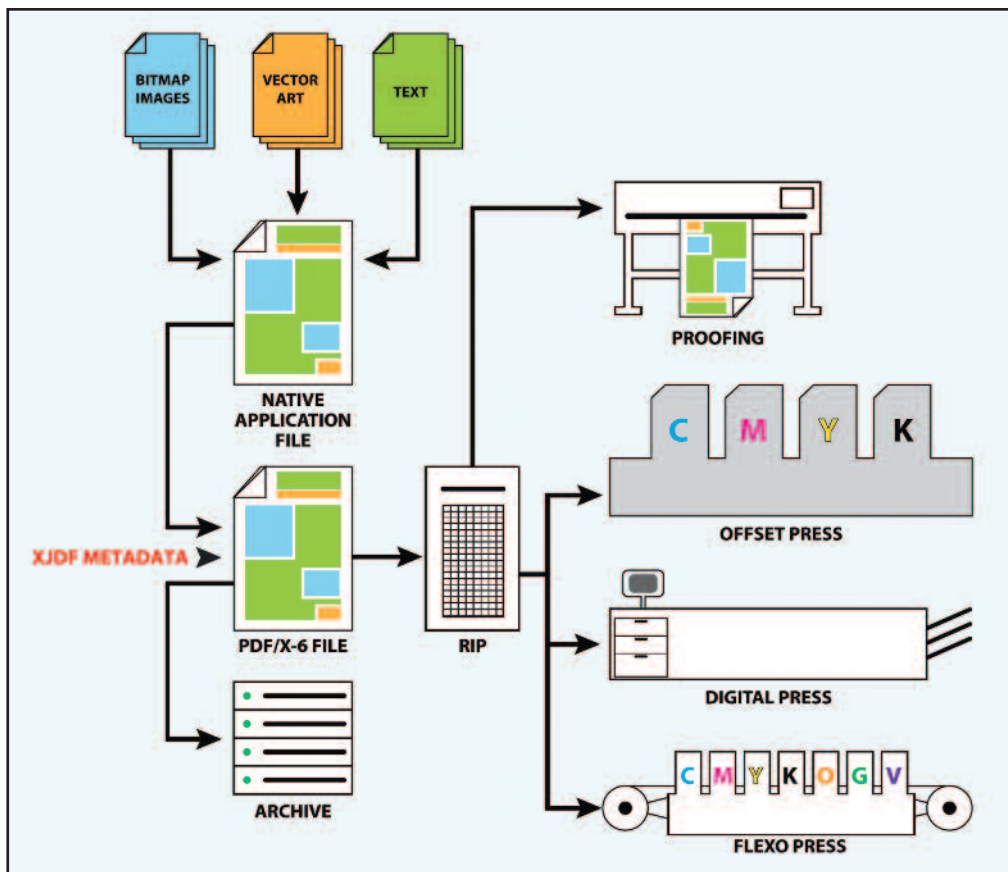 BITMAP
IMAGES
VECTOR
ART
TEXT
NATIVE
APPLICATION
FILE
PROOFING
C M Y K
OFFSET PRESS
XJDF METADATA
PDF/X-6 FILE
RIP
DIGITAL PRESS
ARCHIVE
C M Y K O G V
FLEXO PRESS